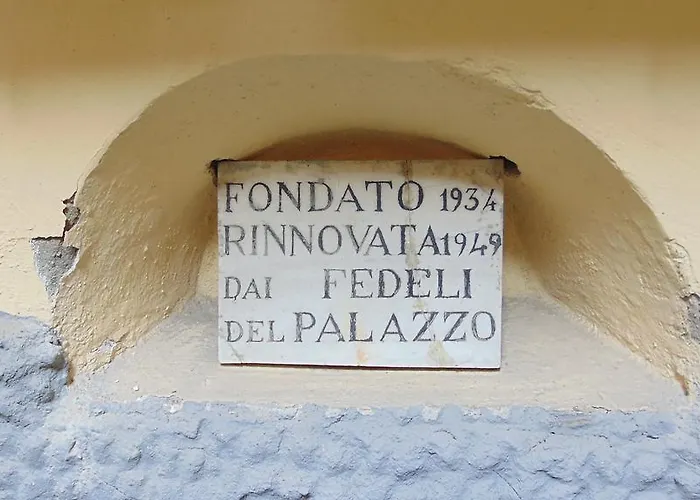 FONDATO 1934
RINNOVATA 1949
DAI FEDELI
DEL PALAZZO